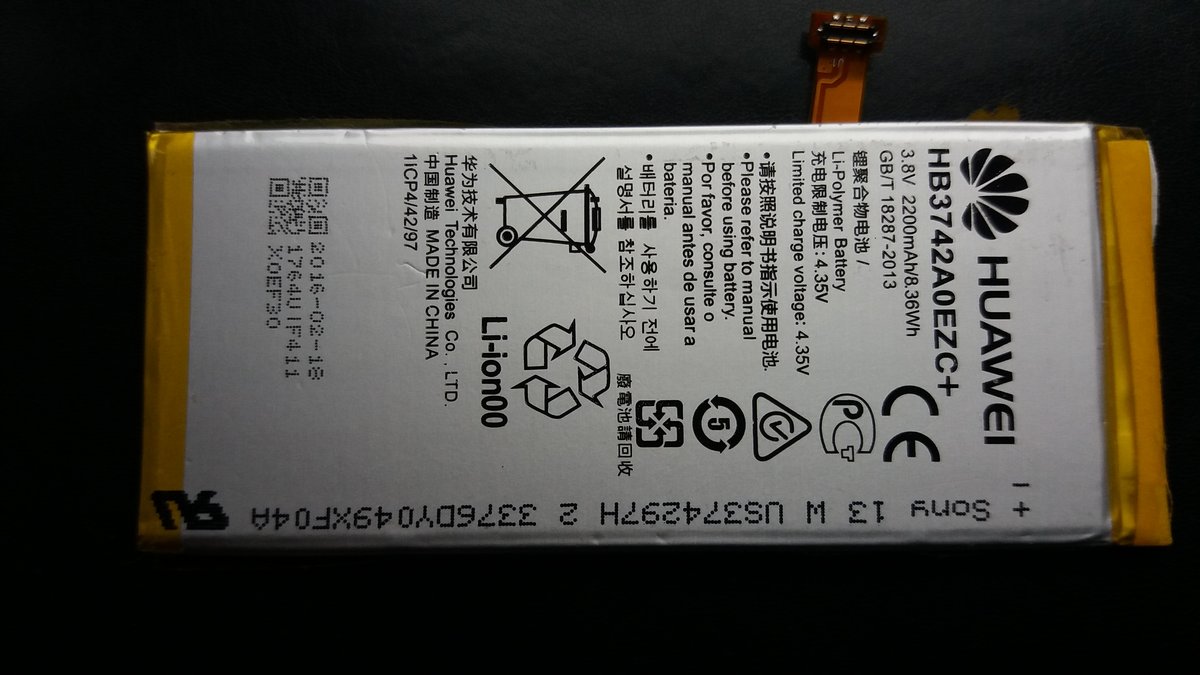 HUAWEI
HB3742A0EZC+
3.8V 2200mAh/8.36Wh
GB/T 18287-2013
锂聚合物电池 /
Li-Polymer Battery
充电限制电压: 4.35V
Limited charge voltage: 4.35V
•请按照说明书指示使用电池.
•Please refer to manual
before using battery.
•Por favor, consulte o
manual antes de usar a
bateria.
•배터리를 사용하기 전에
설명서를 참조하십시오
CE
PCT
5
廢電池請回收
Li-ion00
华为技术有限公司
Huawei Technologies Co., LTD.
中国制造 MADE IN CHINA
1ICP4/42/97
2016-02-18
1764UIF411
X0EF30
- +
Sony 13 W US374297H 2 3376DY049XF04A